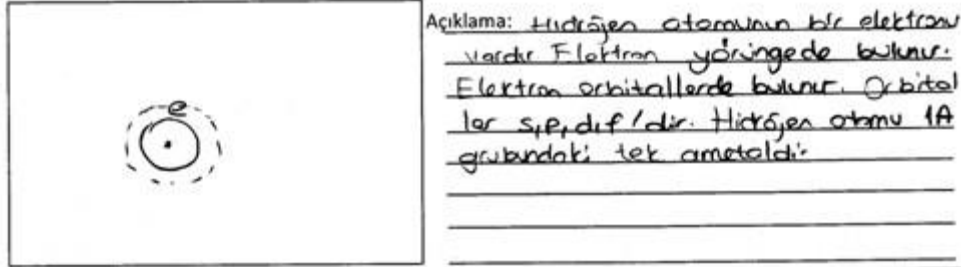 e
Açıklama: Hidrojen atomunun bir elektronu
vardır Elektron yörüngede bulunur.
Elektron orbitallerde bulunur. Orbital
ler s,p,d,f'dir. Hidrojen atomu 1A
grubundaki tek ametaldir.